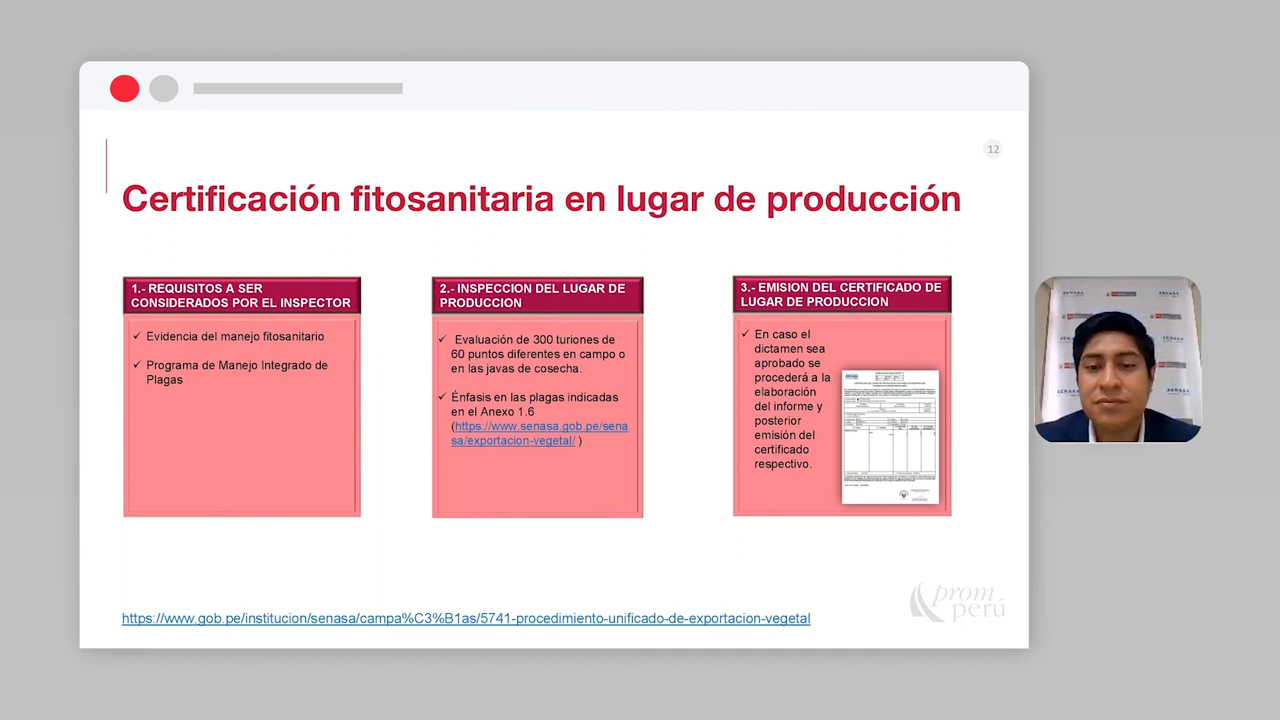 12
Certificación fitosanitaria en lugar de producción
1.- REQUISITOS A SER
CONSIDERADOS POR EL INSPECTOR
✓ Evidencia del manejo fitosanitario
✓ Programa de Manejo Integrado de
Plagas
2.- INSPECCION DEL LUGAR DE
PRODUCCION
✓ Evaluación de 300 turiones de
60 puntos diferentes en campo o
en las javas de cosecha.
✓ Énfasis en las plagas indicadas
en el Anexo 1.6
(https://www.senasa.gob.pe/sena
sa/exportacion-vegetal/ )
3.- EMISION DEL CERTIFICADO DE
LUGAR DE PRODUCCION
✓ En caso el
dictamen sea
aprobado se
procederá a la
elaboración
del informe y
posterior
emisión del
certificado
respectivo.
https://www.gob.pe/institucion/senasa/campa%C3%B1as/5741-procedimiento-unificado-de-exportacion-vegetal
prom
perú